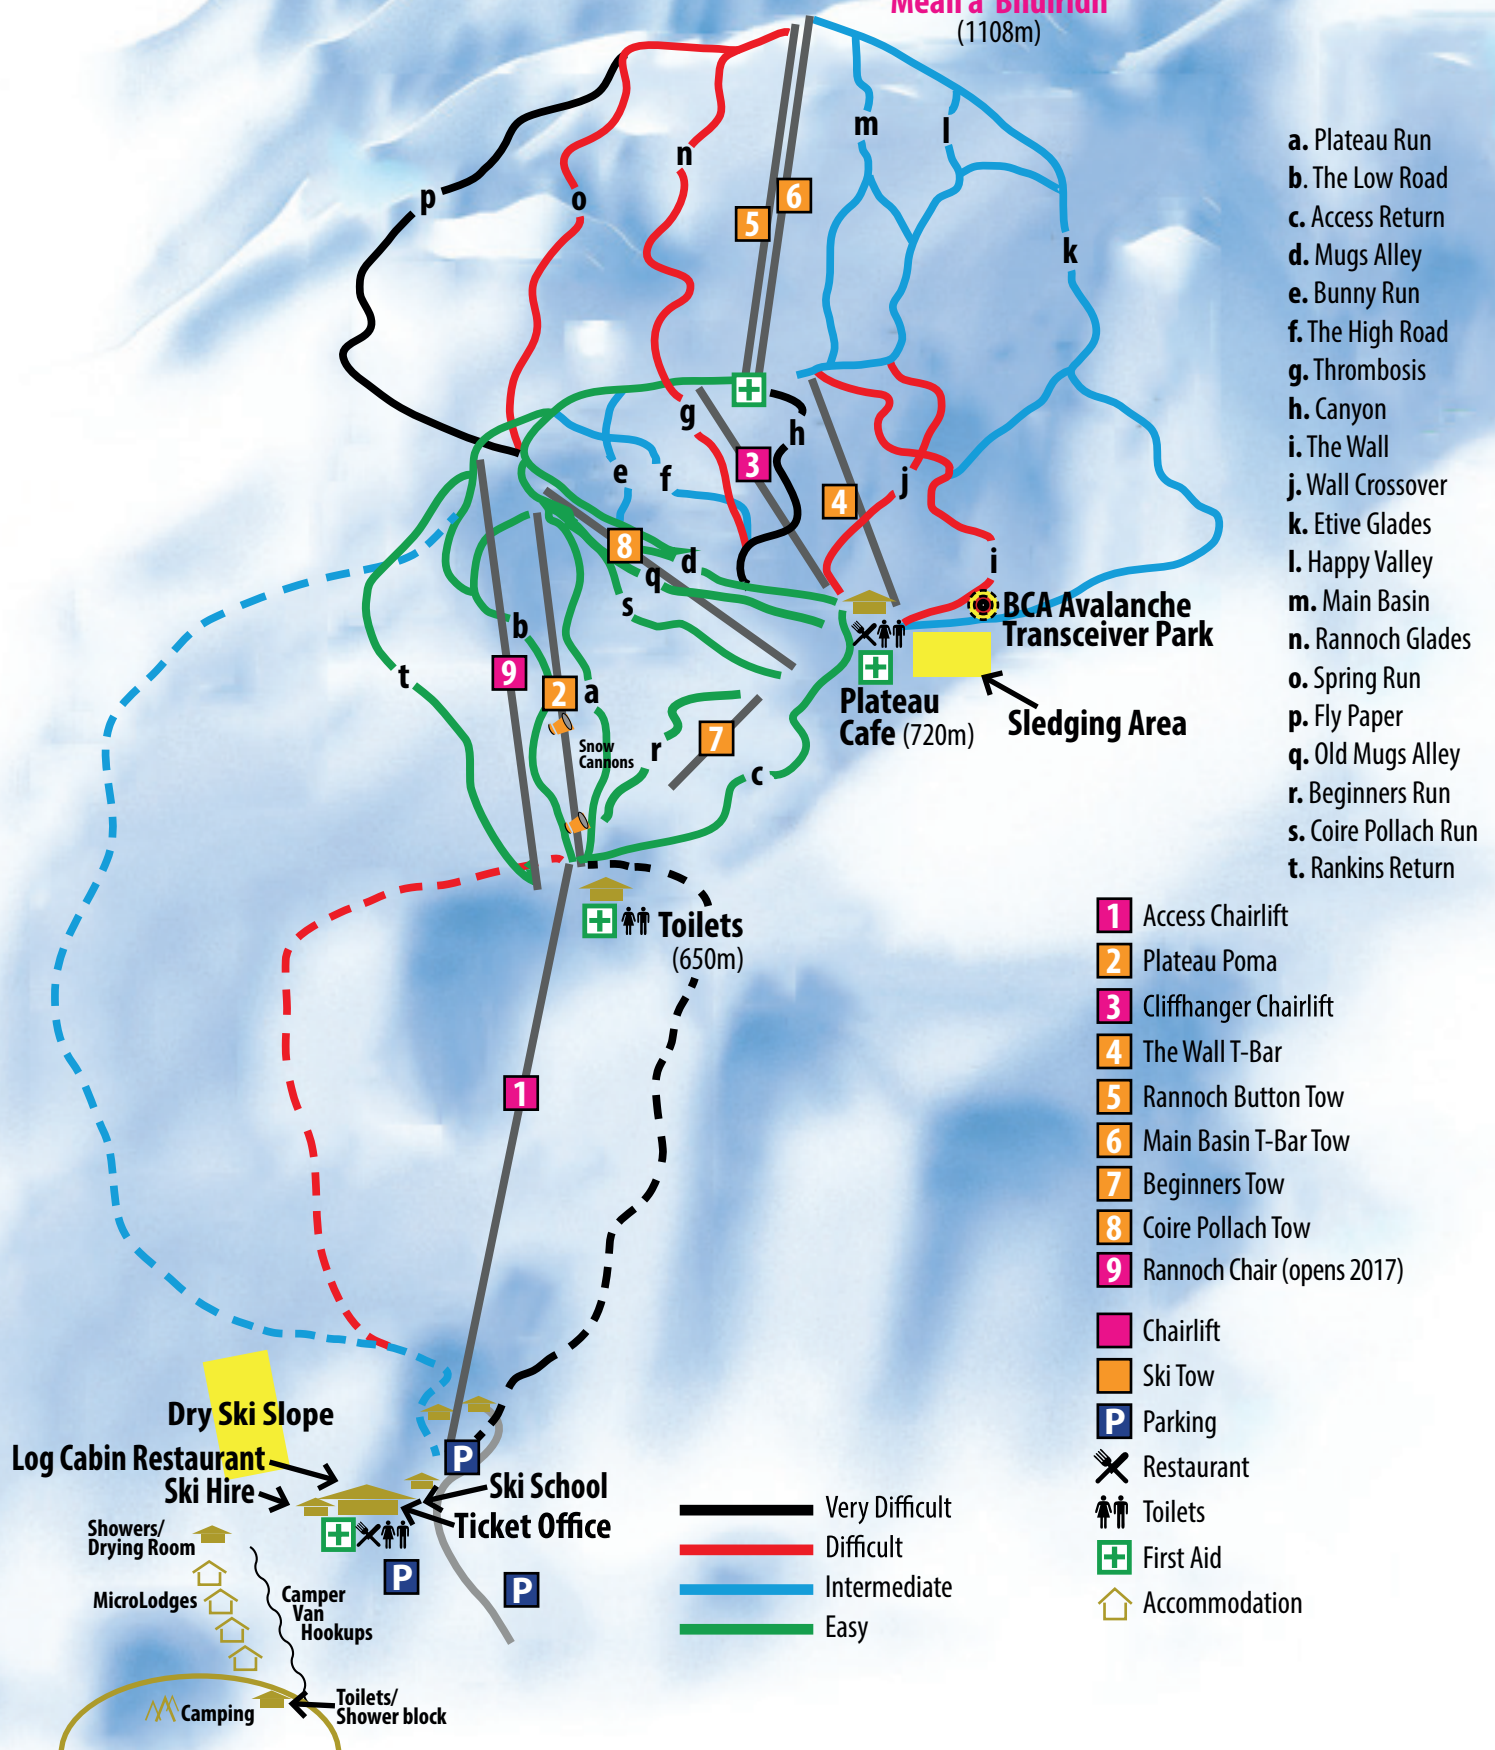 Meall a' Bhuiridh
(1108m)
m
l
n
p
o
6
5
k
g
h
e
f
3
j
4
8
d
q
i
s
b
t
9
2
a
r
7
c
Snow
Cannons
BCA Avalanche
Transceiver Park
Plateau
Cafe (720m)
Sledging Area
Toilets
(650m)
1
Dry Ski Slope
Log Cabin Restaurant
Ski Hire
P
Ski School
Ticket Office
Showers/
Drying Room
P
P
MicroLodges
Camper
Van
Hookups
Camping
Toilets/
Shower block
a. Plateau Run
b. The Low Road
c. Access Return
d. Mugs Alley
e. Bunny Run
f. The High Road
g. Thrombosis
h. Canyon
i. The Wall
j. Wall Crossover
k. Etive Glades
l. Happy Valley
m. Main Basin
n. Rannoch Glades
o. Spring Run
p. Fly Paper
q. Old Mugs Alley
r. Beginners Run
s. Coire Pollach Run
t. Rankins Return
1 Access Chairlift
2 Plateau Poma
3 Cliffhanger Chairlift
4 The Wall T-Bar
5 Rannoch Button Tow
6 Main Basin T-Bar Tow
7 Beginners Tow
8 Coire Pollach Tow
9 Rannoch Chair (opens 2017)
Chairlift
Ski Tow
P Parking
Restaurant
Toilets
First Aid
Accommodation
Very Difficult
Difficult
Intermediate
Easy